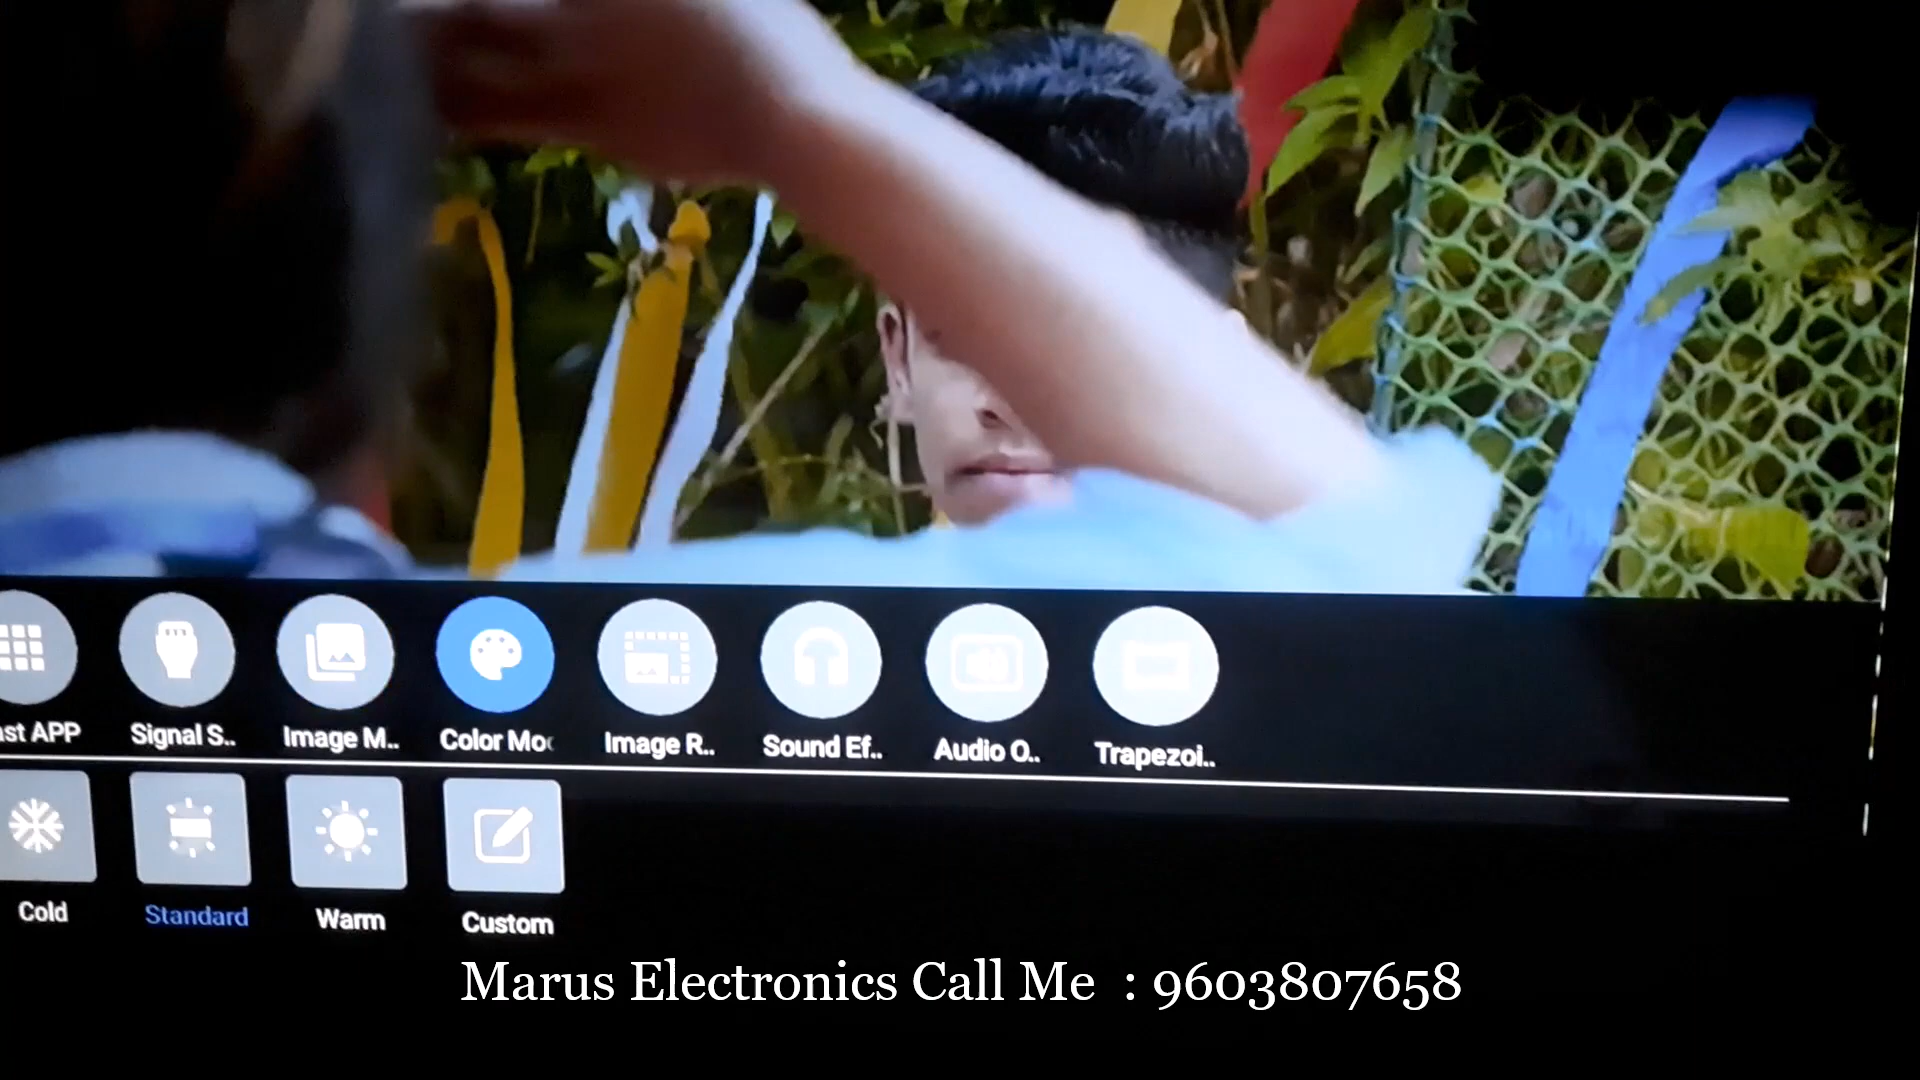 ast APP Signal S.. Image M.. Color Mo Image R.. Sound Ef.. Audio O.. Trapezoi..
Cold Standard Warm Custom
Marus Electronics Call Me : 9603807658